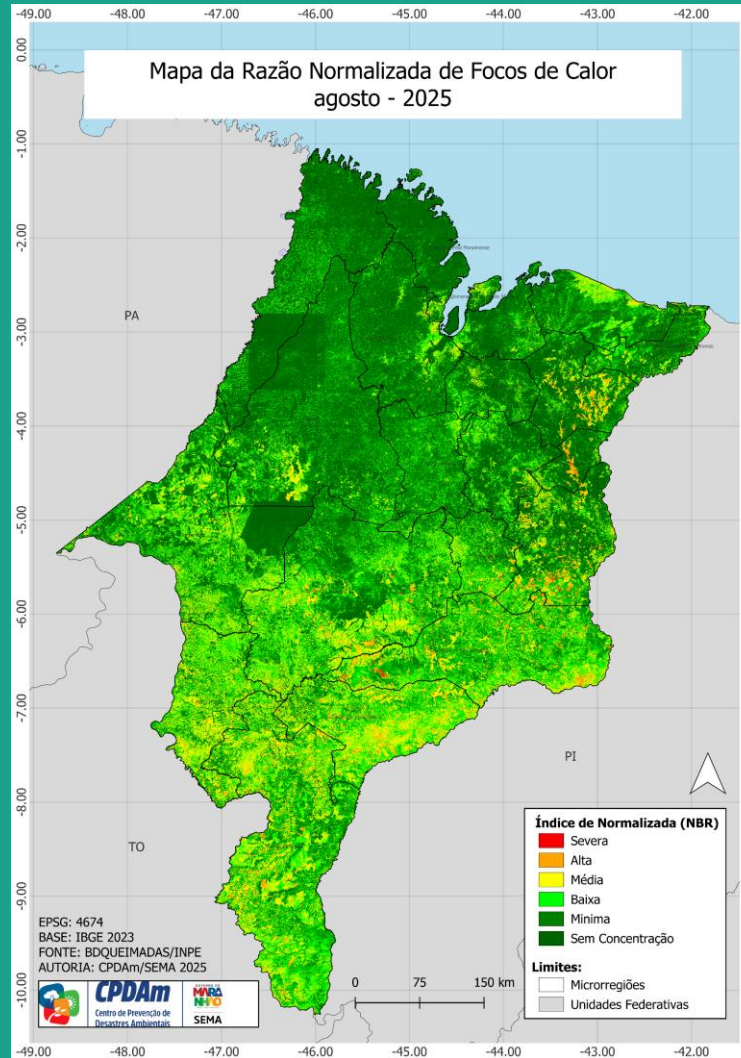 -49.00 -48.00 -47.00 -46.00 -45.00 -44.00 -43.00 -42.00
Mapa da Razão Normalizada de Focos de Calor
agosto - 2025
0.00
-1.00
-2.00
-3.00
-4.00
-5.00
-6.00
-7.00
-8.00
-9.00
-10.00
PA
PI
TO
Índice de Normalizada (NBR)
Severa
Alta
Média
Baixa
Minima
Sem Concentração
Limites:
Microrregiões
Unidades Federativas
EPSG: 4674
BASE: IBGE 2023
FONTE: BDQUEIMADAS/INPE
AUTORIA: CPDAm/SEMA 2025
CPDAm
Centro de Prevenção de
Desastres Ambientais
GOVERNO DO
MARA
NHÃO
SEMA
0 75 150 km
-49.00 -48.00 -47.00 -46.00 -45.00 -44.00 -43.00 -42.00